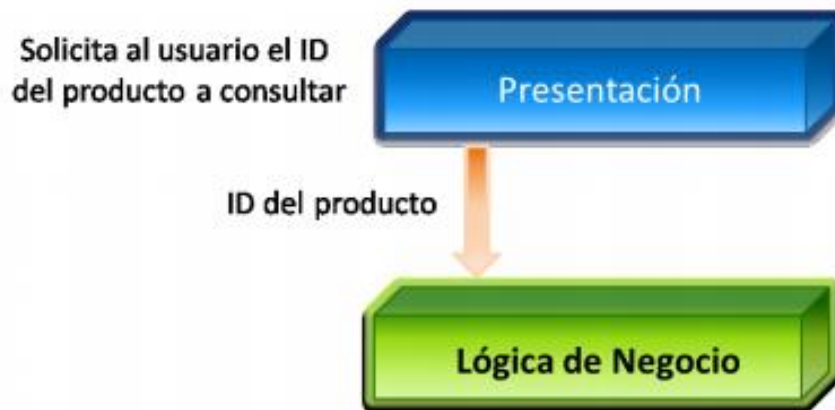 Solicita al usuario el ID
del producto a consultar
Presentación
ID del producto
Lógica de Negocio